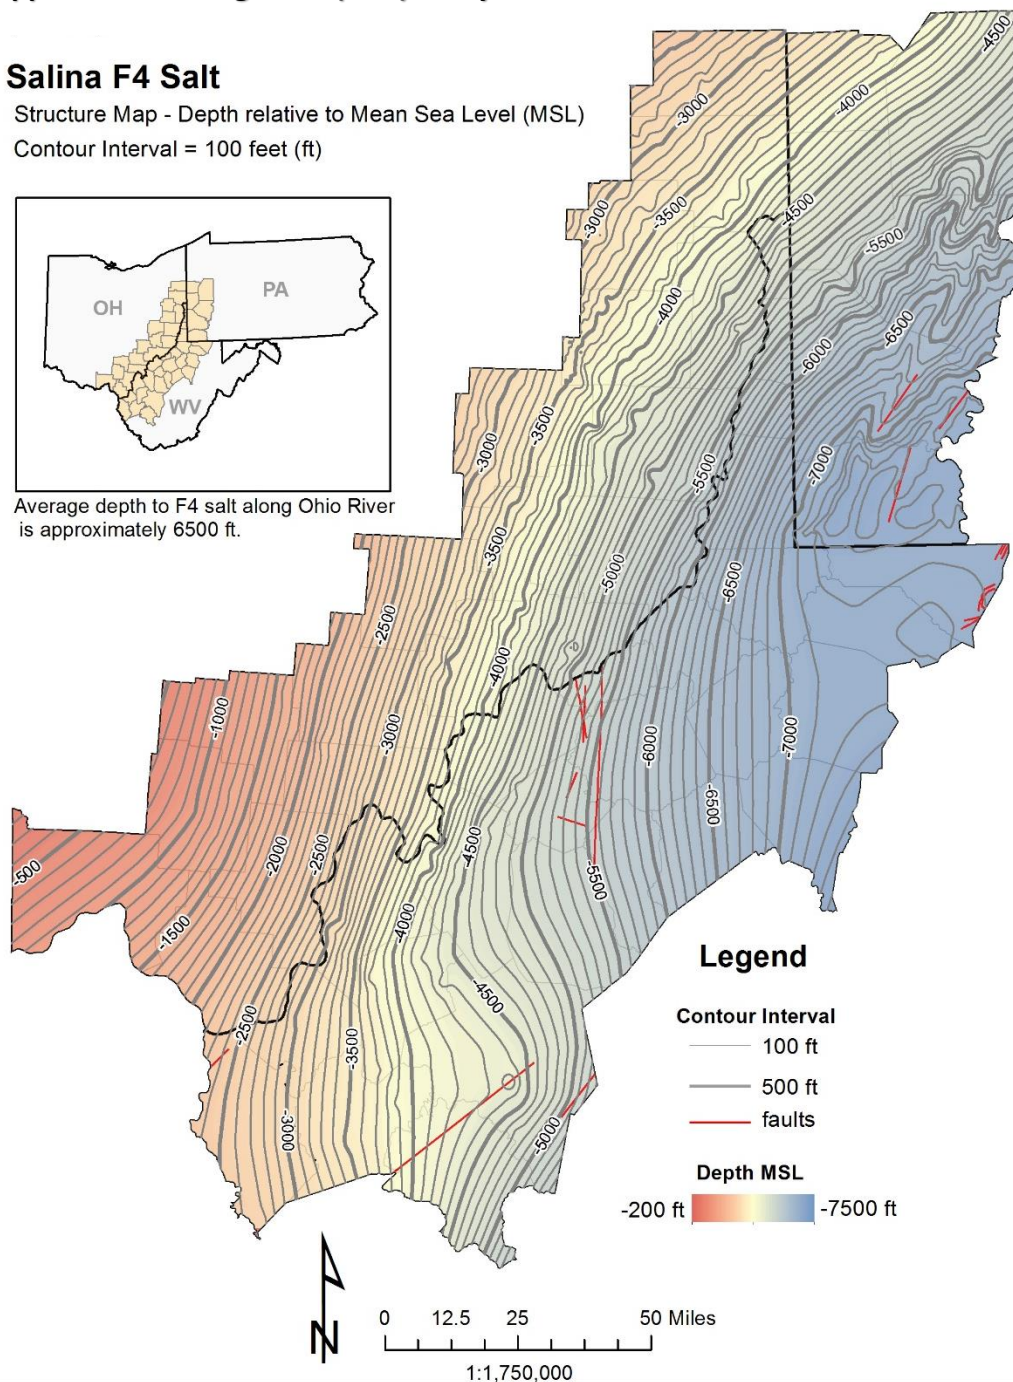 Salina F4 Salt
Structure Map - Depth relative to Mean Sea Level (MSL)
Contour Interval = 100 feet (ft)
OH
PA
WV
Average depth to F4 salt along Ohio River
is approximately 6500 ft.
-4500
-3000
-4000
-3000
-3500
-4500
-5500
-4000
-6500
-6000
-3500
-3000
-5500
-7000
-3500
-5000
-6500
-2500
-4000
-1000
-3000
-6000
-7000
-6500
-4500
-2000
-2500
-500
-5500
-4000
-1500
-4500
-2500
-3500
-3000
-5000
Legend
Contour Interval
100 ft
500 ft
faults
Depth MSL
-200 ft
-7500 ft
N
0 12.5 25 50 Miles
1:1,750,000